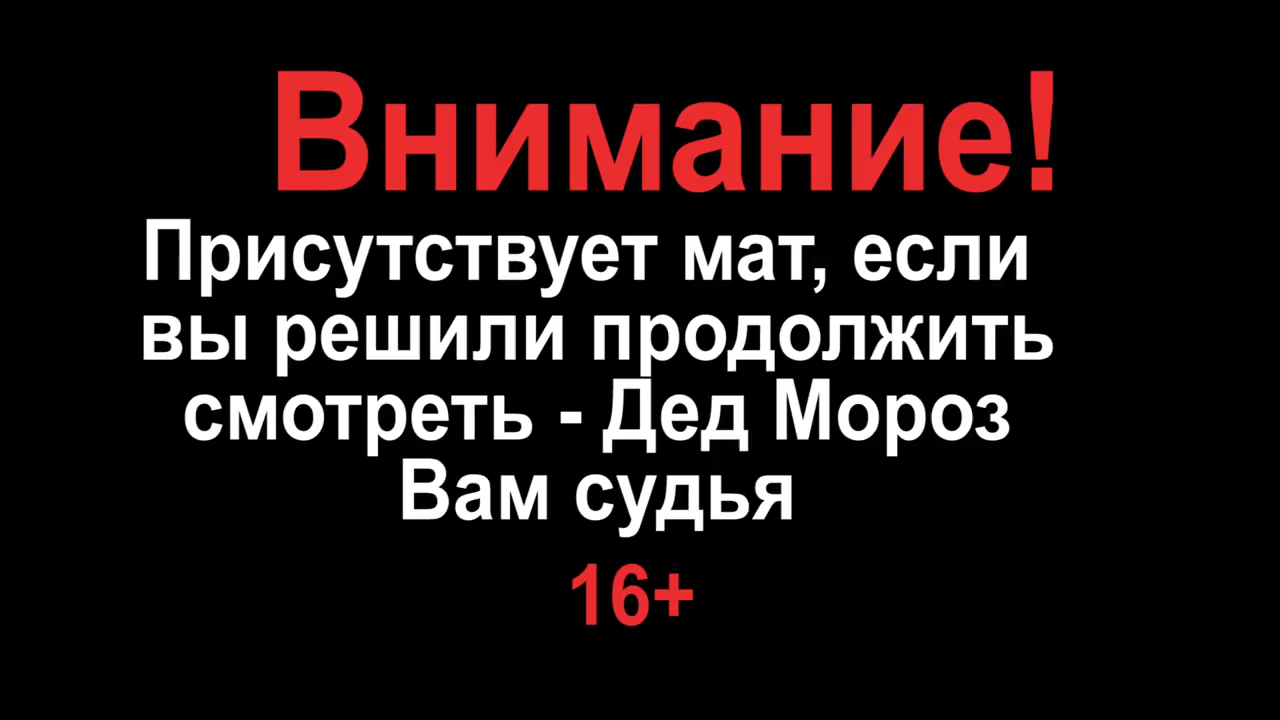 Внимание!
Присутствует мат, если
вы решили продолжить
смотреть - Дед Мороз
Вам судья
16+